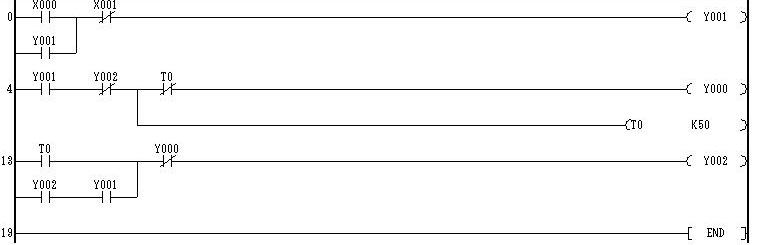 X000 X001
0 Y001
Y001
Y001 Y002 T0
4 Y000
T0 K50
T0 Y000
13 Y002
Y002 Y001
19 END